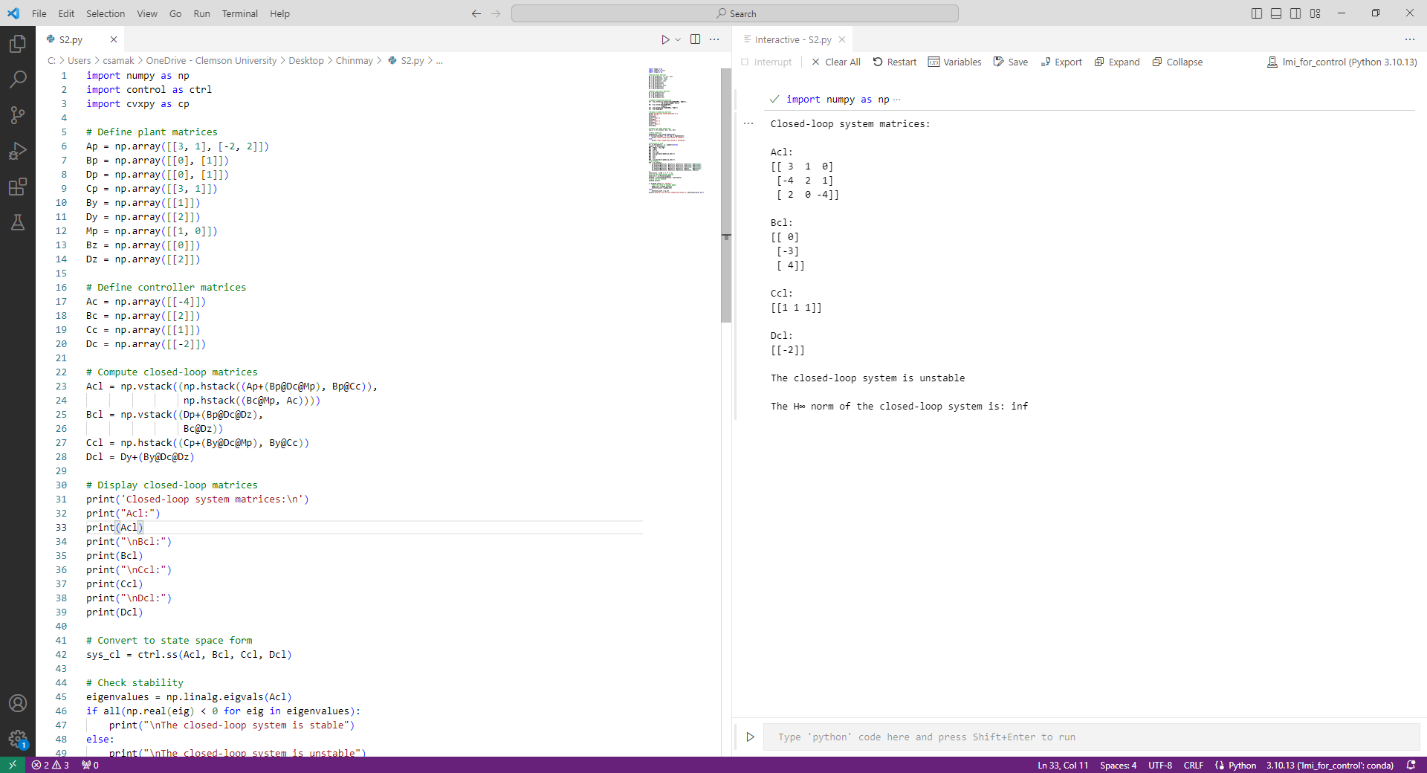 File Edit Selection View Go Run Terminal Help
Search
S2.py
Interactive - S2.py
C: > Users > csamak > OneDrive - Clemson University > Desktop > Chinmay > S2.py > ...
Interrupt Clear All Restart Variables Save Export Expand Collapse lmi_for_control (Python 3.10.13)
1 import numpy as np
2 import control as ctrl
3 import cvxpy as cp
4
5 # Define plant matrices
6 Ap = np.array([[3, 1], [-2, 2]])
7 Bp = np.array([[0], [1]])
8 Dp = np.array([[0], [1]])
9 Cp = np.array([[3, 1]])
10 By = np.array([[1]])
11 Dy = np.array([[2]])
12 Mp = np.array([[1, 0]])
13 Bz = np.array([[0]])
14 Dz = np.array([[2]])
15
16 # Define controller matrices
17 Ac = np.array([[-4]])
18 Bc = np.array([[2]])
19 Cc = np.array([[1]])
20 Dc = np.array([[-2]])
21
22 # Compute closed-loop matrices
23 Acl = np.vstack((np.hstack((Ap+(Bp@Dc@Mp), Bp@Cc)),
24 np.hstack((Bc@Mp, Ac))))
25 Bcl = np.vstack((Dp+(Bp@Dc@Dz),
26 Bc@Dz))
27 Ccl = np.hstack((Cp+(By@Dc@Mp), By@Cc))
28 Dcl = Dy+(By@Dc@Dz)
29
30 # Display closed-loop matrices
31 print('Closed-loop system matrices:\n')
32 print("Acl:")
33 print(Acl)
34 print("\nBcl:")
35 print(Bcl)
36 print("\nCcl:")
37 print(Ccl)
38 print("\nDcl:")
39 print(Dcl)
40
41 # Convert to state space form
42 sys_cl = ctrl.ss(Acl, Bcl, Ccl, Dcl)
43
44 # Check stability
45 eigenvalues = np.linalg.eigvals(Acl)
46 if all(np.real(eig) < 0 for eig in eigenvalues):
47 print("\nThe closed-loop system is stable")
48 else:
49 print("\nThe closed-loop system is unstable")
import numpy as np ...
Closed-loop system matrices:
Acl:
[[ 3 1 0]
[-4 2 1]
[ 2 0 -4]]
Bcl:
[[ 0]
[-3]
[ 4]]
Ccl:
[[1 1 1]]
Dcl:
[[-2]]
The closed-loop system is unstable
The H∞ norm of the closed-loop system is: inf
Type 'python' code here and press Shift+Enter to run
1
2 3 0 Ln 33, Col 11 Spaces: 4 UTF-8 CRLF Python 3.10.13 ('lmi_for_control': conda)